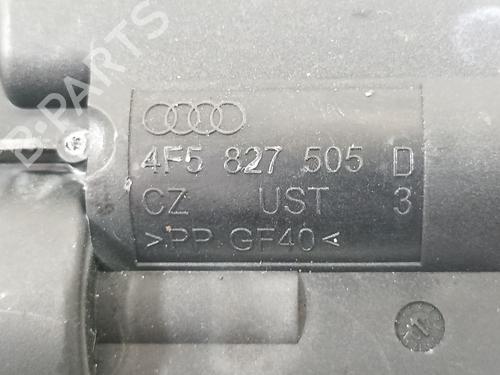 B-PARTS
4F5 827 505 D
CZ UST 3
>PP GF40<